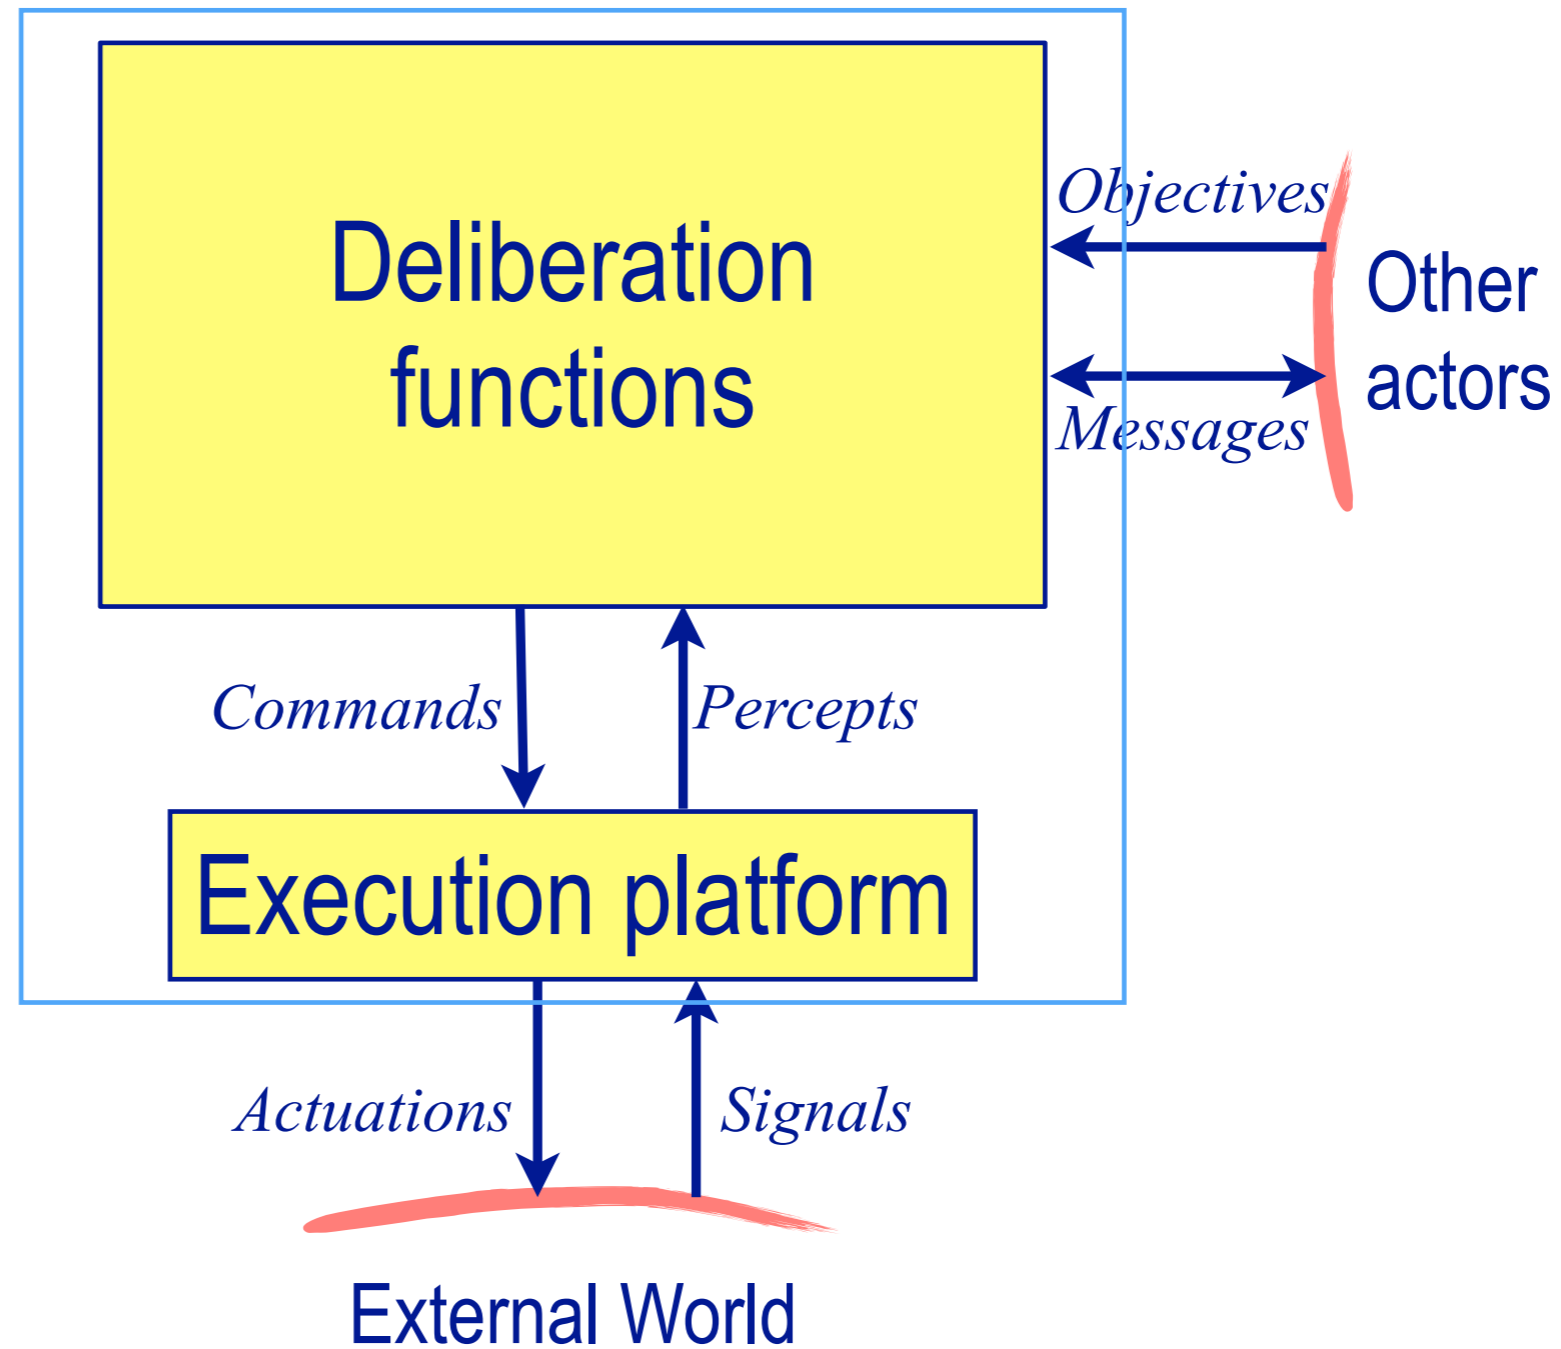 Deliberation
functions
Objectives
Other
actors
Messages
Commands
Percepts
Execution platform
Actuations
Signals
External World